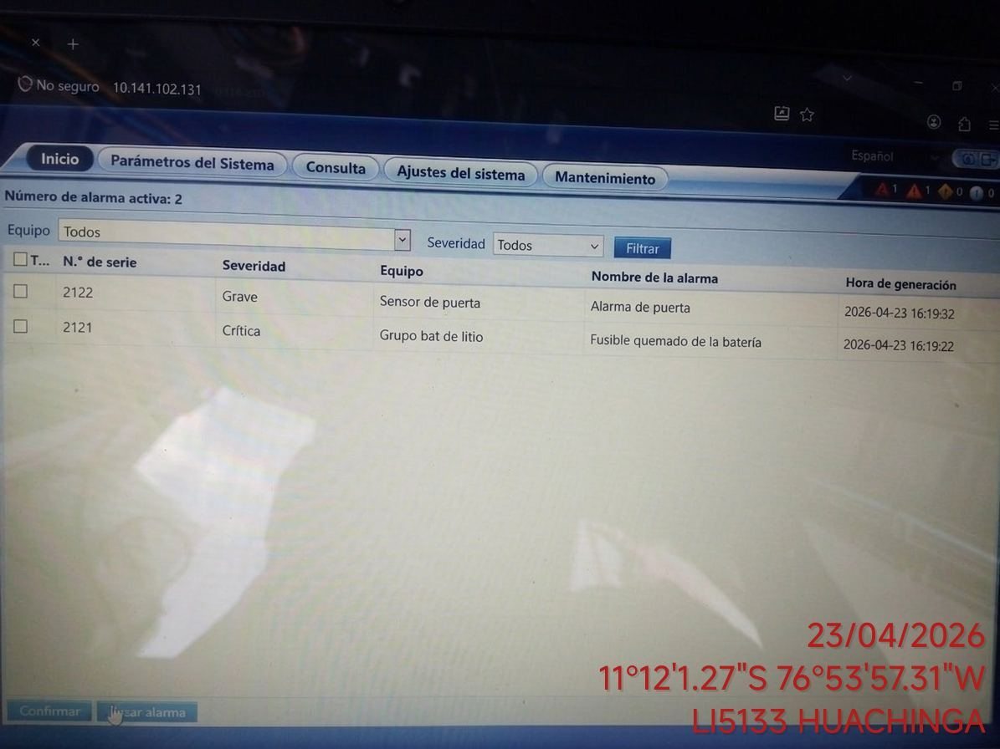 No seguro 10.141.102.131
Español
Inicio Parámetros del Sistema Consulta Ajustes del sistema Mantenimiento
1 1 0 0
Número de alarma activa: 2
Equipo Todos Severidad Todos Filtrar
T... N.° de serie Severidad Equipo Nombre de la alarma Hora de generación
2122 Grave Sensor de puerta Alarma de puerta 2026-04-23 16:19:32
2121 Crítica Grupo bat de litio Fusible quemado de la batería 2026-04-23 16:19:22
Confirmar alarma
23/04/2026
11°12'1.27"S 76°53'57.31"W
LI5133 HUACHINGA